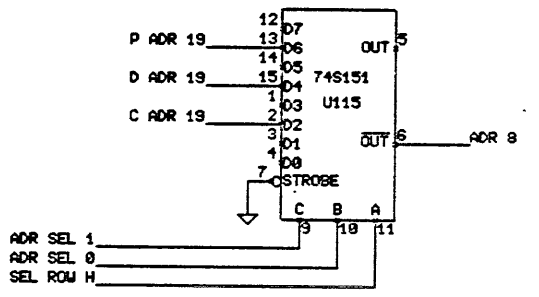 12 D7
P ADR 19 13 D6 OUT 5
14 D5
D ADR 19 15 D4 74S151
1 D3 U115
C ADR 19 2 D2
3 D1 OUT 6 ADR 8
4 D0
7 STROBE
C B A
9 10 11
ADR SEL 1
ADR SEL 0
SEL ROW H